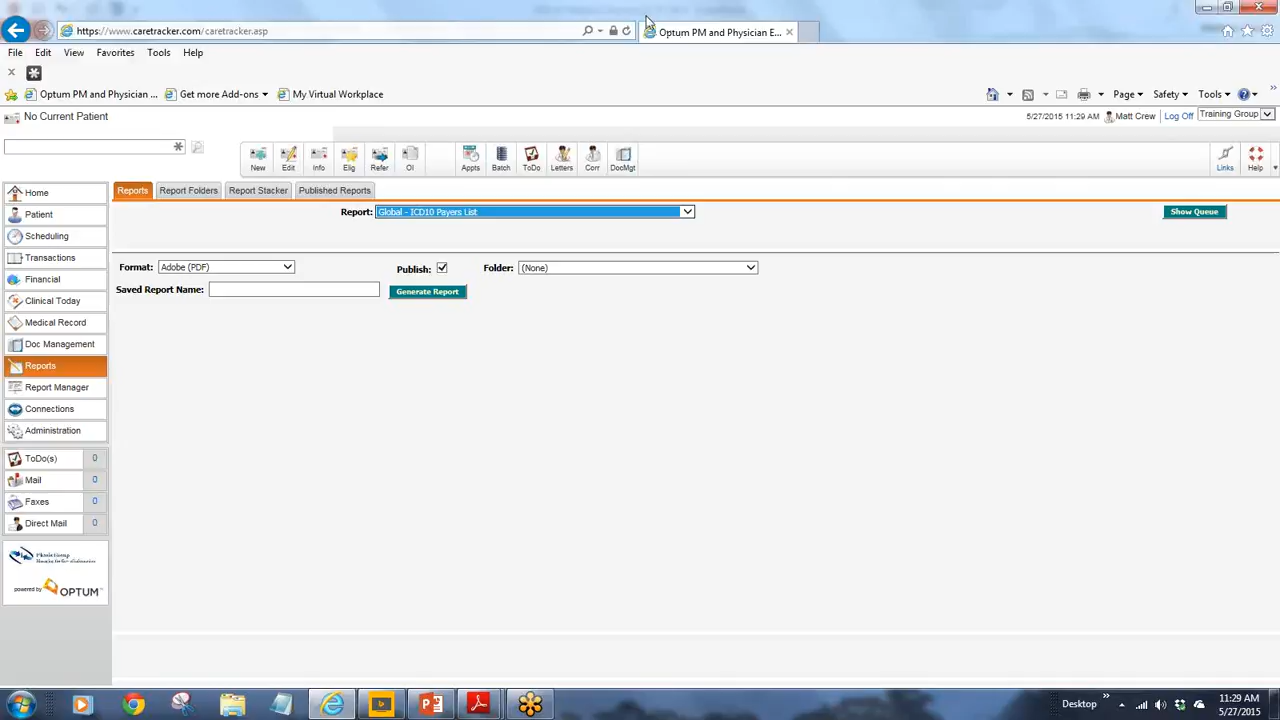 https://www.caretracker.com/caretracker.asp
Optum PM and Physician E...
File Edit View Favorites Tools Help
Optum PM and Physician ... Get more Add-ons My Virtual Workplace
Page Safety Tools
No Current Patient
5/27/2015 11:29 AM Matt Crew Log Off Training Group
New Edit Info Elig Refer OI Appts Batch ToDo Letters Corr DocMgt Links Help
Reports Report Folders Report Stacker Published Reports
Report: Global - ICD10 Payers List Show Queue
Format: Adobe (PDF) Publish: Folder: (None)
Saved Report Name: Generate Report
Home
Patient
Scheduling
Transactions
Financial
Clinical Today
Medical Record
Doc Management
Reports
Report Manager
Connections
Administration
ToDo(s) 0
Mail 0
Faxes 0
Direct Mail 0
powered by OPTUM
Desktop
11:29 AM
5/27/2015